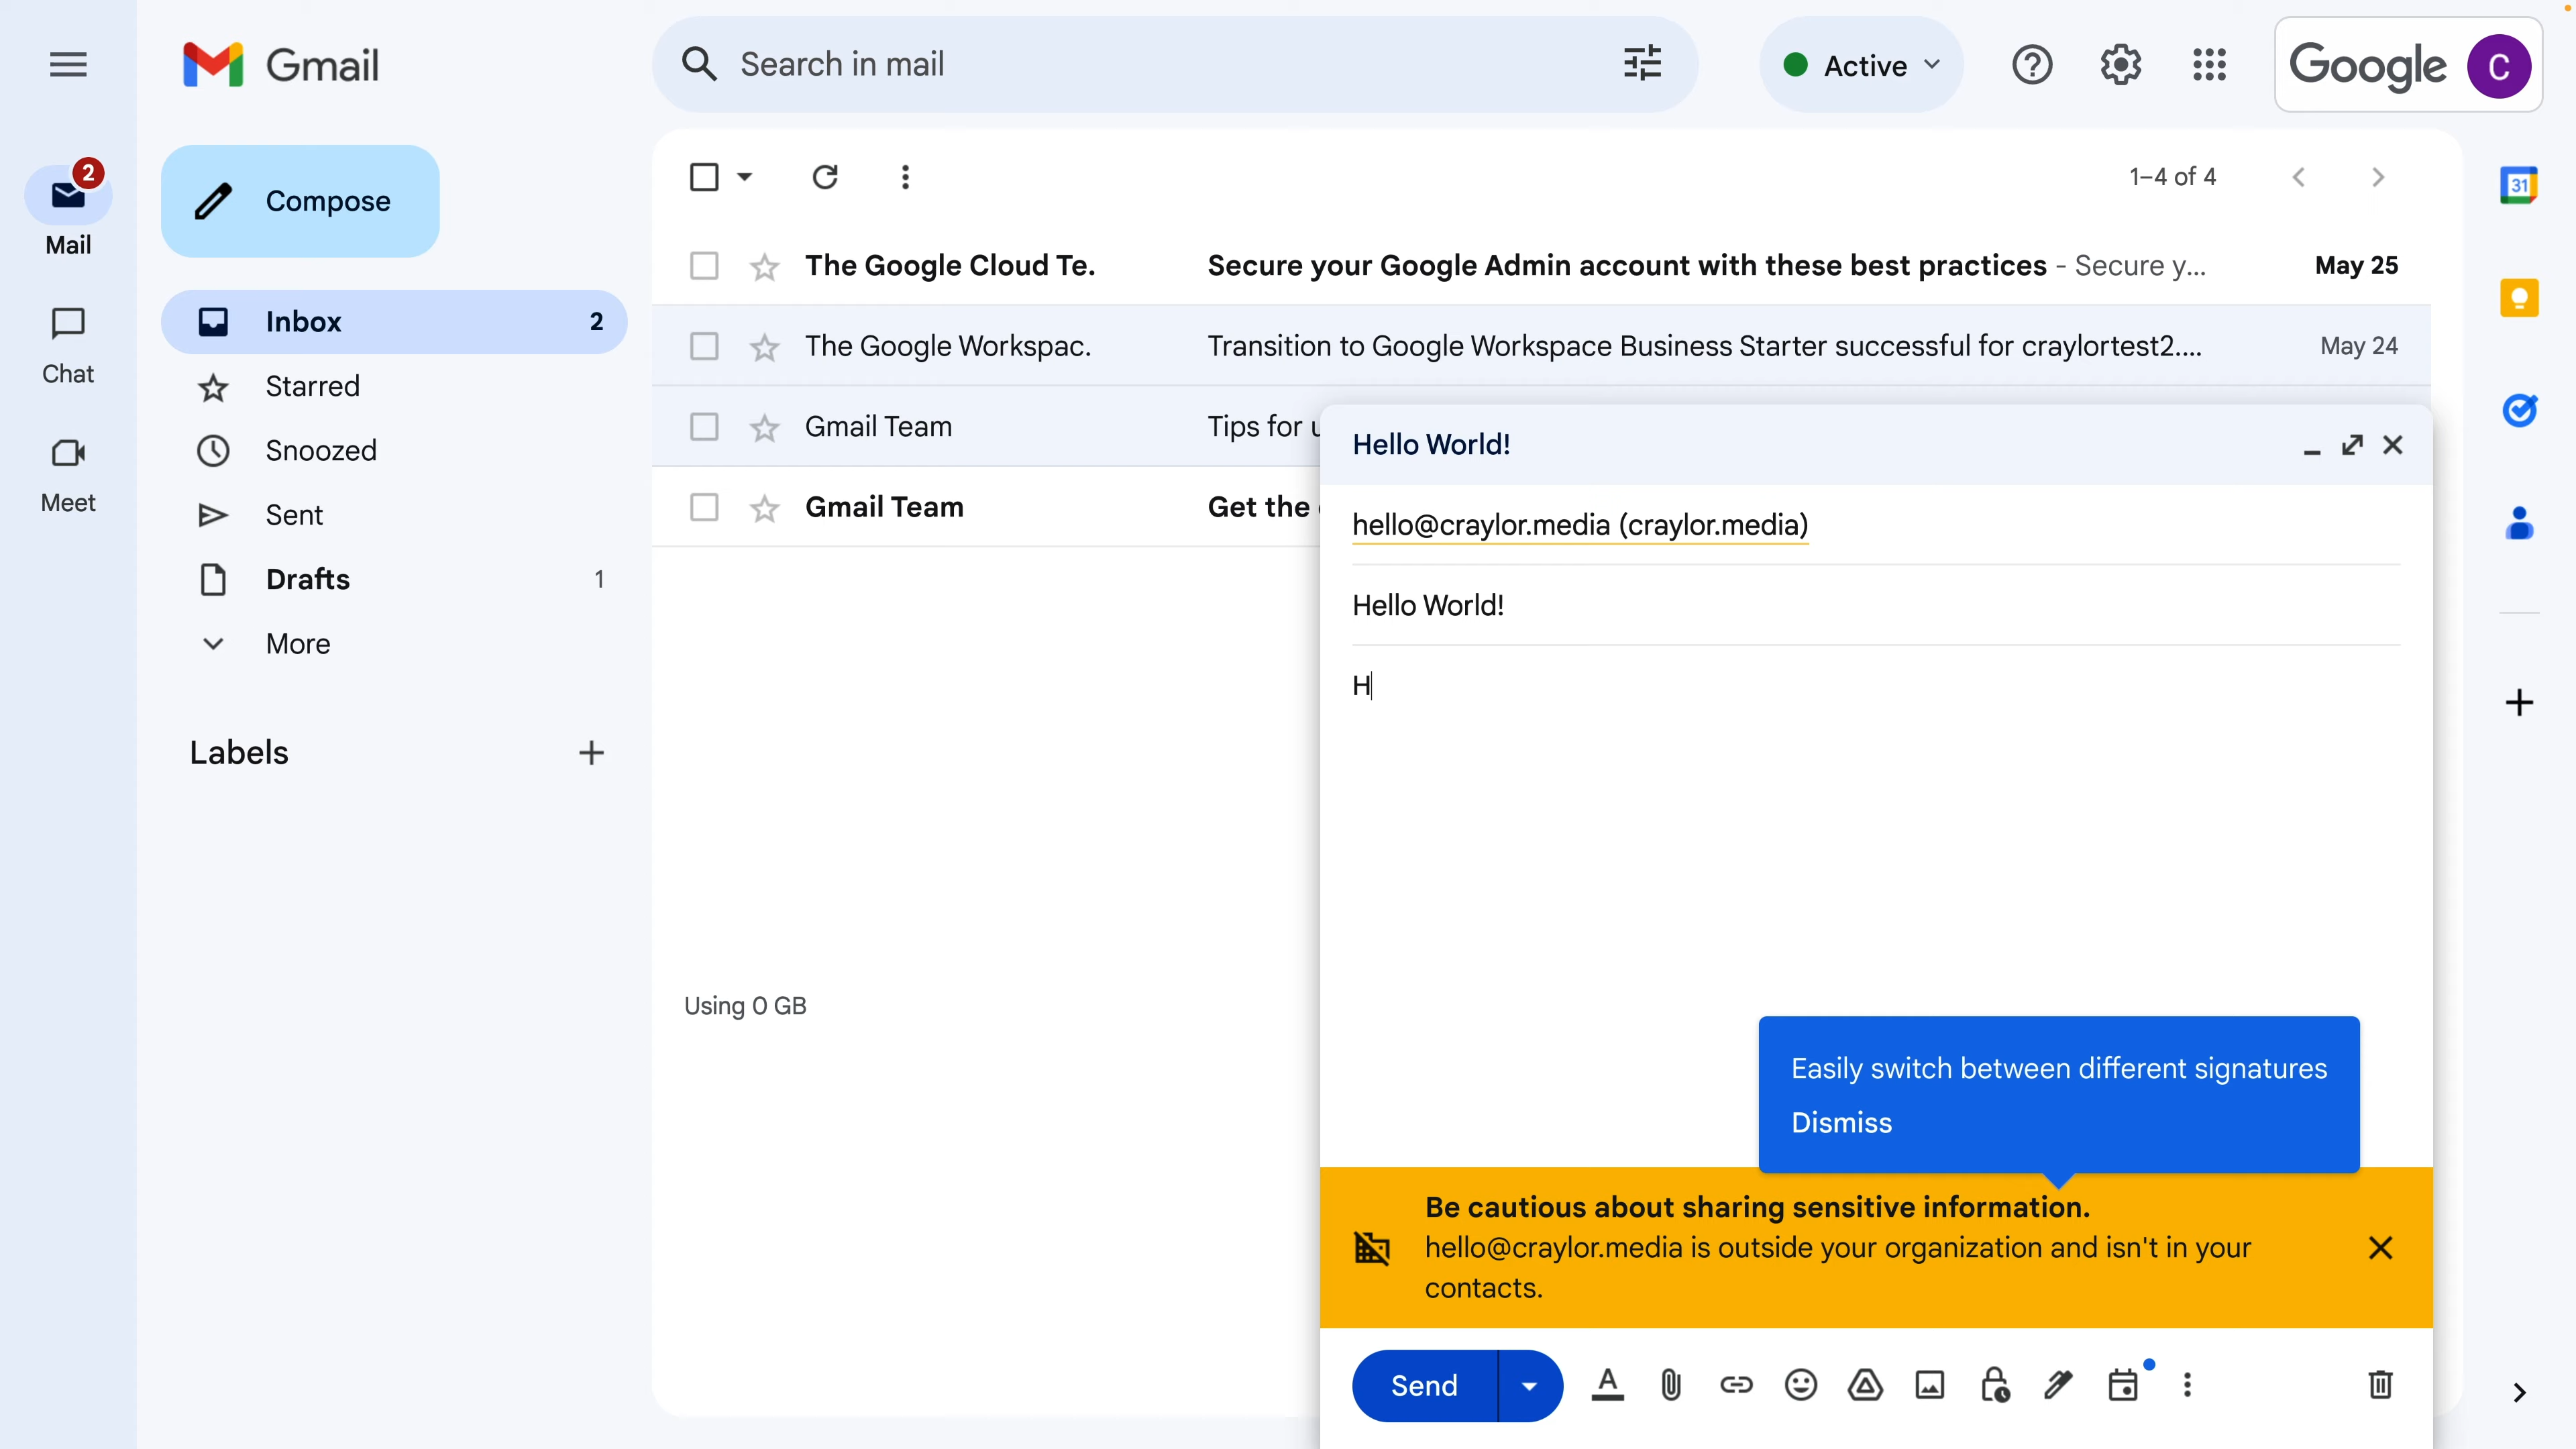 Gmail
Search in mail
Active
Google
C
2
Mail
Chat
Meet
Compose
Inbox 2
Starred
Snoozed
Sent
Drafts 1
More
Labels
1–4 of 4
The Google Cloud Te. Secure your Google Admin account with these best practices - Secure y... May 25
The Google Workspac. Transition to Google Workspace Business Starter successful for craylortest2.... May 24
Gmail Team Tips for
Gmail Team Get the
Using 0 GB
Hello World!
hello@craylor.media (craylor.media)
Hello World!
H
Easily switch between different signatures
Dismiss
Be cautious about sharing sensitive information.
hello@craylor.media is outside your organization and isn't in your
contacts.
Send
31